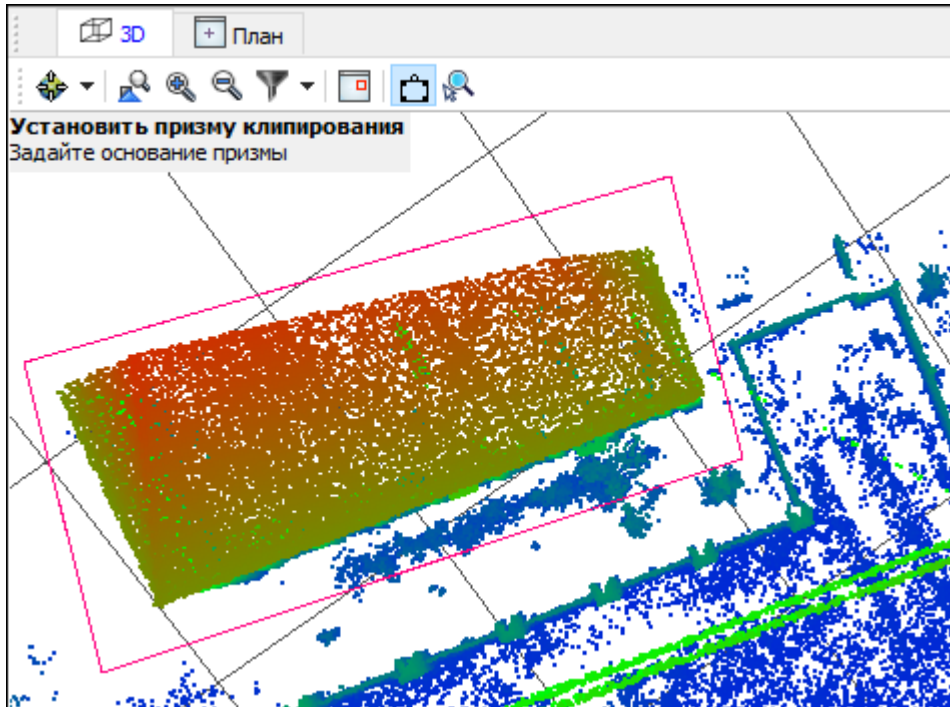 3D
План
Установить призму клипирования
Задайте основание призмы